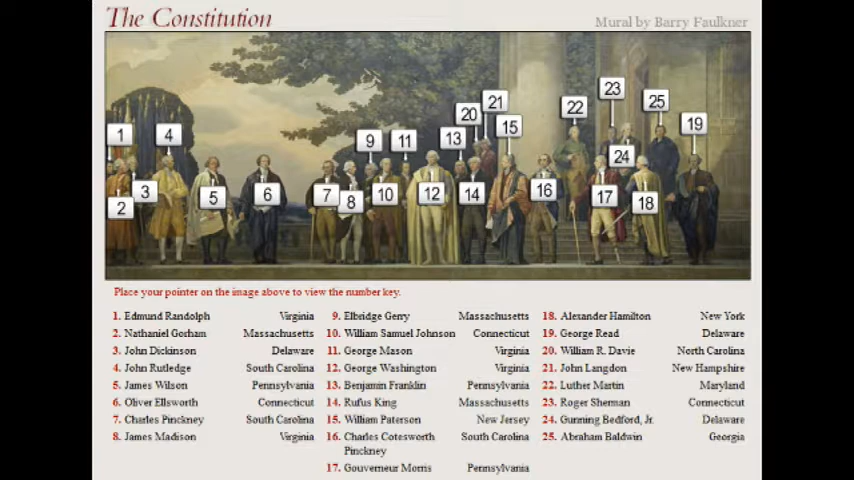 The Constitution
Mural by Barry Faulkner
1
4
9
11
13
20
21
15
22
23
25
19
24
2
3
5
6
7
8
10
12
14
16
17
18
Place your pointer on the image above to view the number key.
1. Edmund Randolph Virginia
2. Nathaniel Gorham Massachusetts
3. John Dickinson Delaware
4. John Rutledge South Carolina
5. James Wilson Pennsylvania
6. Oliver Ellsworth Connecticut
7. Charles Pinckney South Carolina
8. James Madison Virginia
9. Elbridge Gerry Massachusetts
10. William Samuel Johnson Connecticut
11. George Mason Virginia
12. George Washington Virginia
13. Benjamin Franklin Pennsylvania
14. Rufus King Massachusetts
15. William Paterson New Jersey
16. Charles Cotesworth South Carolina
Pinckney
17. Gouverneur Morris Pennsylvania
18. Alexander Hamilton New York
19. George Read Delaware
20. William R. Davie North Carolina
21. John Langdon New Hampshire
22. Luther Martin Maryland
23. Roger Sherman Connecticut
24. Gunning Bedford, Jr. Delaware
25. Abraham Baldwin Georgia